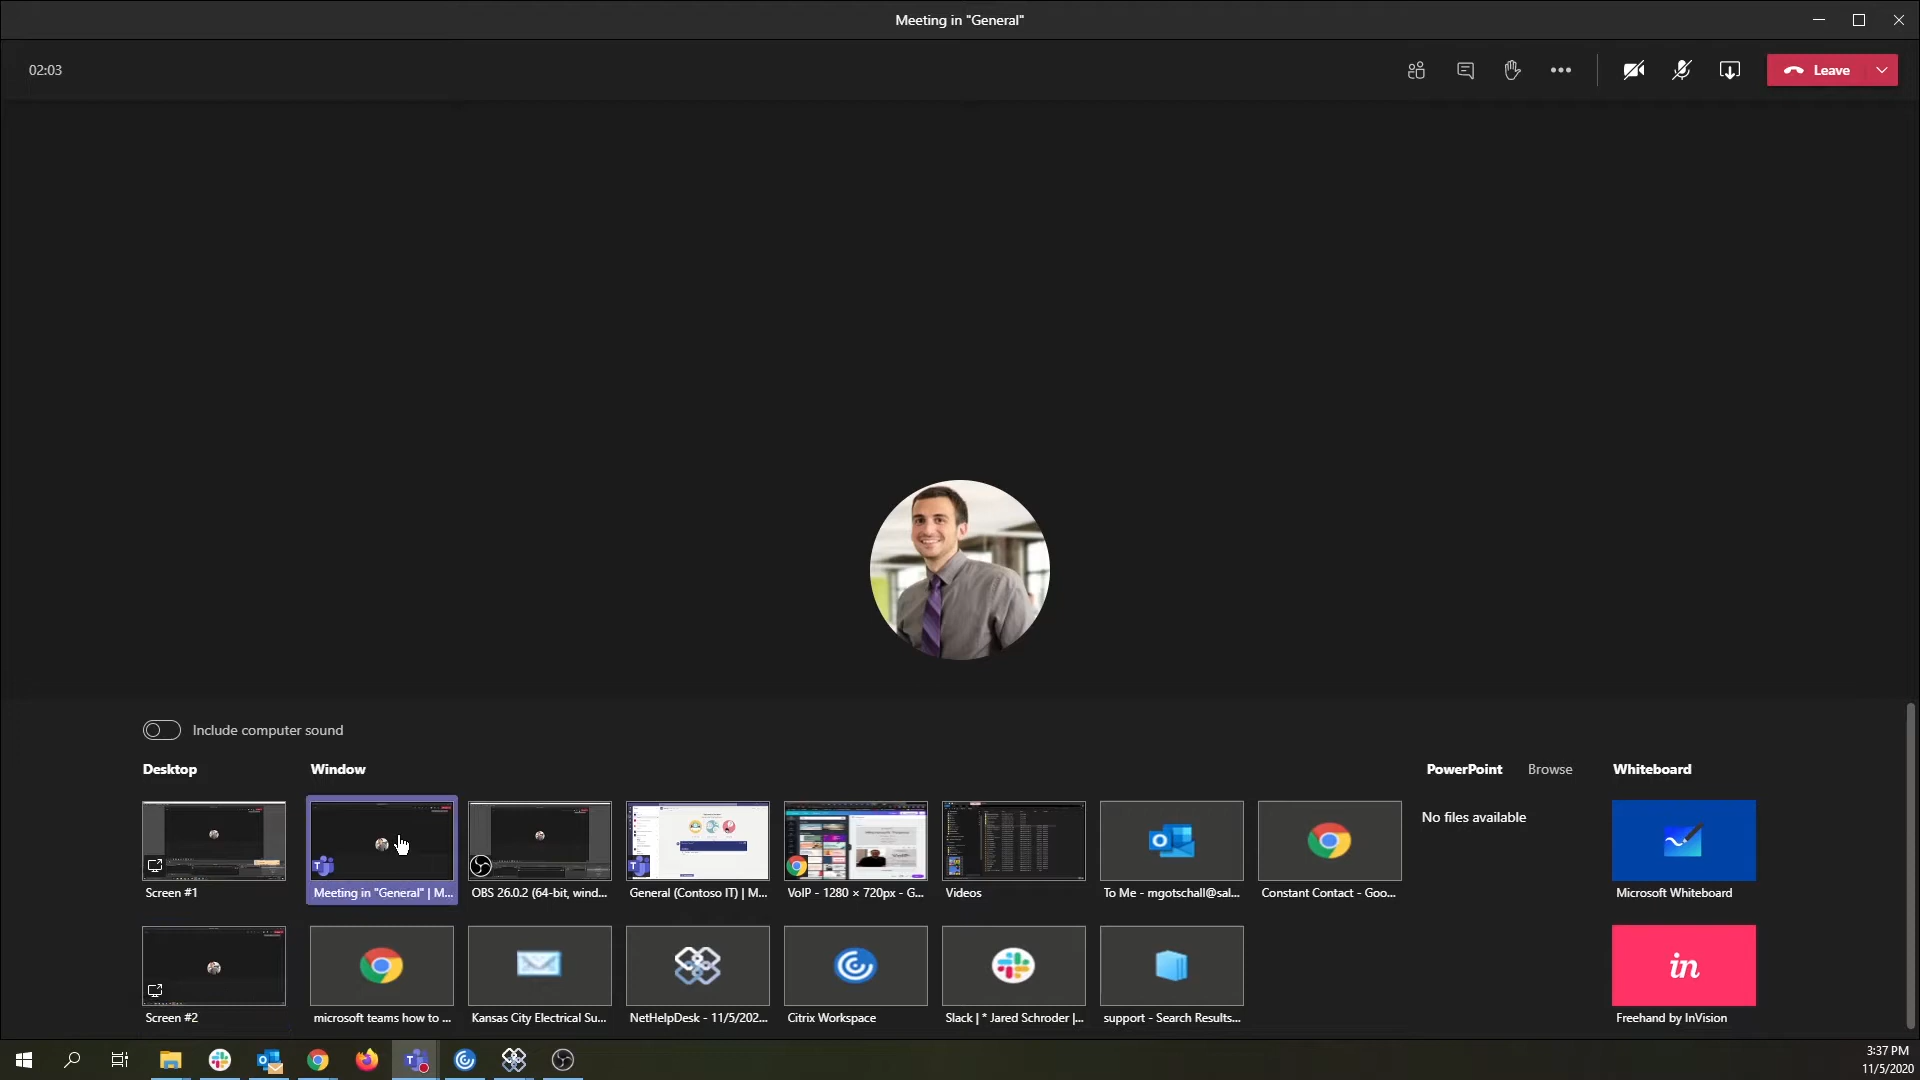 Meeting in "General"
02:03
Leave
Include computer sound
Desktop
Window
PowerPoint
Browse
Whiteboard
No files available
Screen #1
Meeting in "General" | M...
OBS 26.0.2 (64-bit, wind...
General (Contoso IT) | M...
VoIP - 1280 × 720px - G...
Videos
To Me - mgotschall@sal...
Constant Contact - Goo...
Microsoft Whiteboard
in
Screen #2
microsoft teams how to ...
Kansas City Electrical Su...
NetHelpDesk - 11/5/202...
Citrix Workspace
Slack | * Jared Schroder |...
support - Search Results...
Freehand by InVision
3:37 PM
11/5/2020